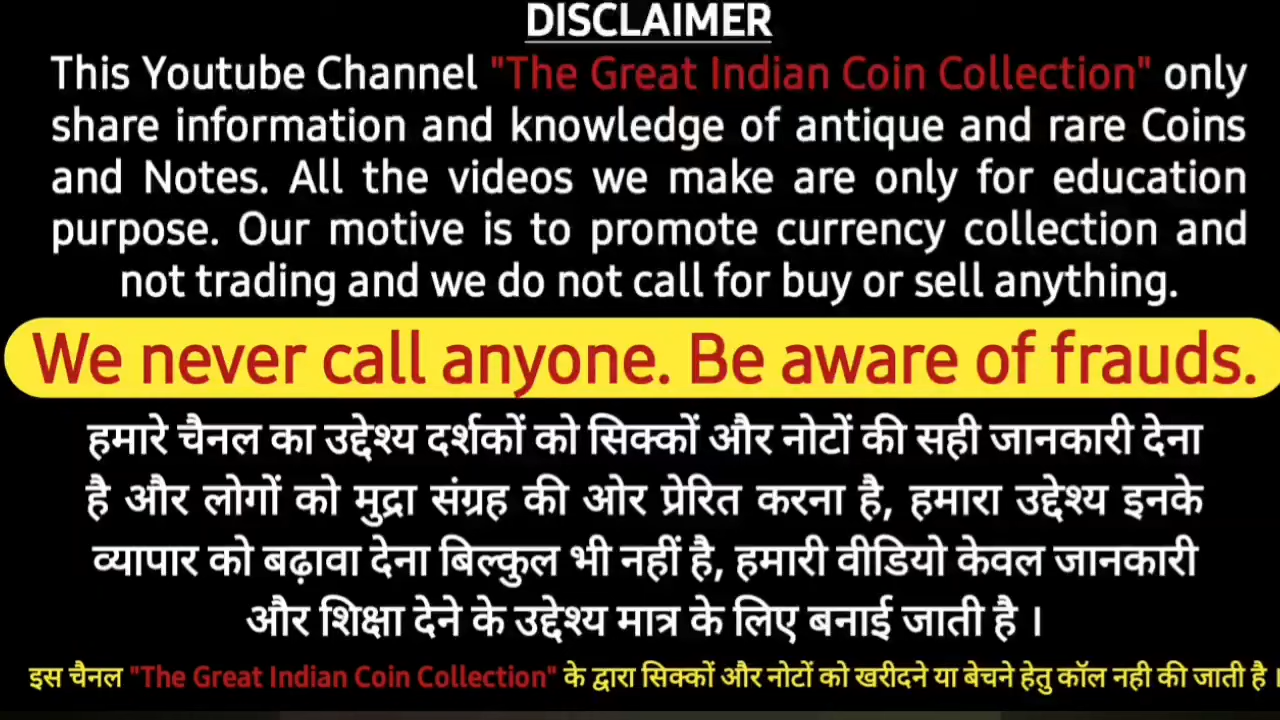 DISCLAIMER
This Youtube Channel "The Great Indian Coin Collection" only
share information and knowledge of antique and rare Coins
and Notes. All the videos we make are only for education
purpose. Our motive is to promote currency collection and
not trading and we do not call for buy or sell anything.
We never call anyone. Be aware of frauds.
हमारे चैनल का उद्देश्य दर्शकों को सिक्कों और नोटों की सही जानकारी देना
है और लोगों को मुद्रा संग्रह की ओर प्रेरित करना है, हमारा उद्देश्य इनके
व्यापार को बढ़ावा देना बिल्कुल भी नहीं है, हमारी वीडियो केवल जानकारी
और शिक्षा देने के उद्देश्य मात्र के लिए बनाई जाती है ।
इस चैनल "The Great Indian Coin Collection" के द्वारा सिक्कों और नोटों को खरीदने या बेचने हेतु कॉल नही की जाती है ।